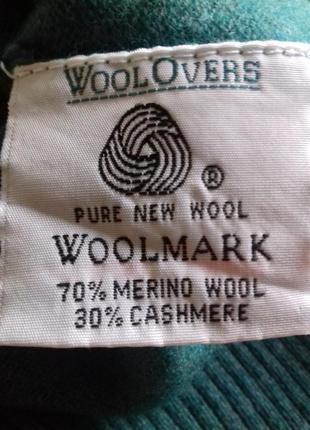 WOOLOVERS
®
PURE NEW WOOL
WOOLMARK
70% MERINO WOOL
30% CASHMERE